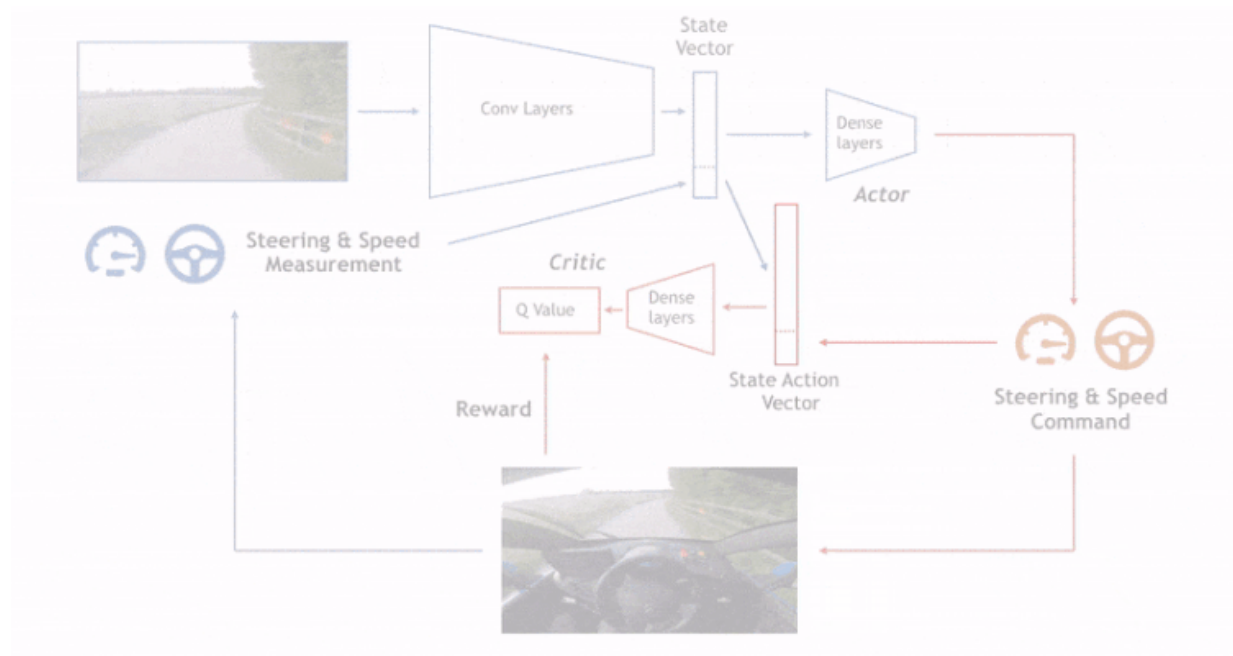 State
Vector
Conv Layers
Dense
layers
Actor
Steering & Speed
Measurement
Critic
Q Value
Dense
layers
State Action
Vector
Reward
Steering & Speed
Command